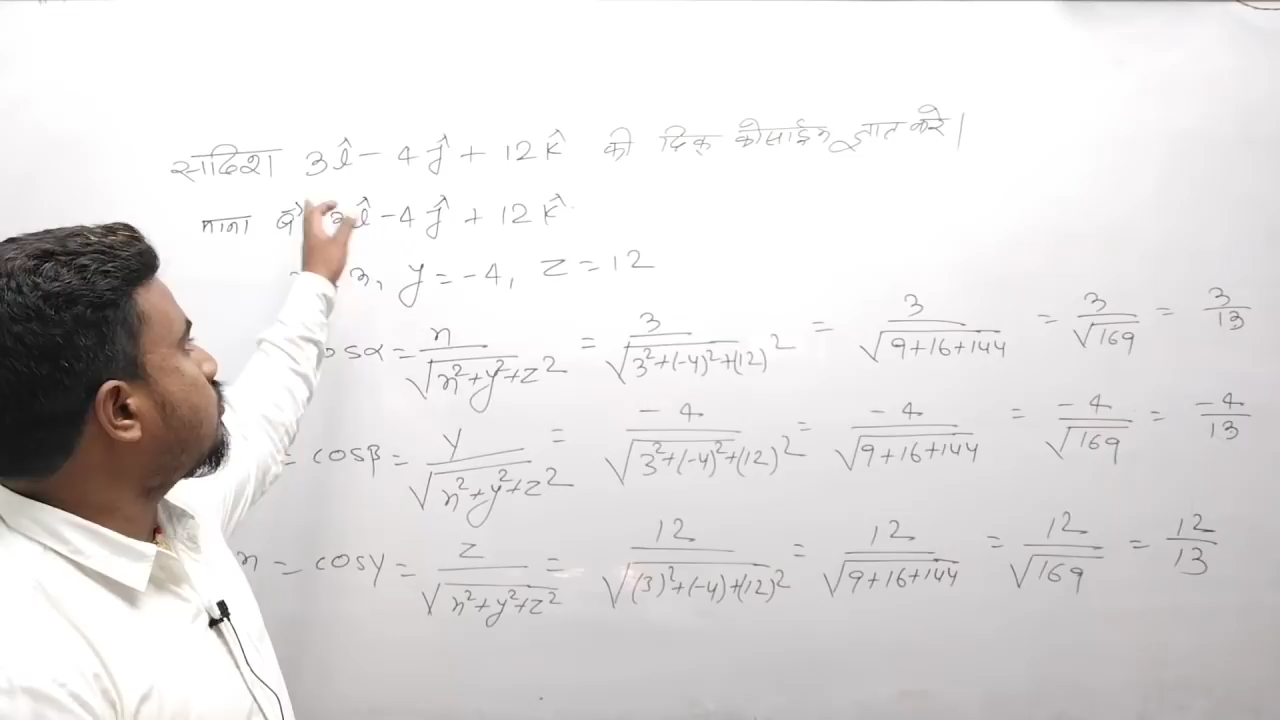 सदिश 3î - 4ĵ + 12k̂ की दिक् कोसाईन ज्ञात करे।
माना 3î - 4ĵ + 12k̂
y = -4, z = 12
cosα = x/√(x²+y²+z²) = 3/√(3²+(-4)²+(12)²) = 3/√(9+16+144) = 3/√169 = 3/13
= cosβ = y/√(x²+y²+z²) = -4/√(3²+(-4)²+(12)²) = -4/√(9+16+144) = -4/√169 = -4/13
n = cosγ = z/√(x²+y²+z²) = 12/√((3)²+(-4)+(12)²) = 12/√(9+16+144) = 12/√169 = 12/13